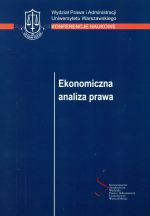 Wydział Prawa i Administracji
Uniwersytetu Warszawskiego
KONFERENCJE NAUKOWE
Ekonomiczna
analiza prawa